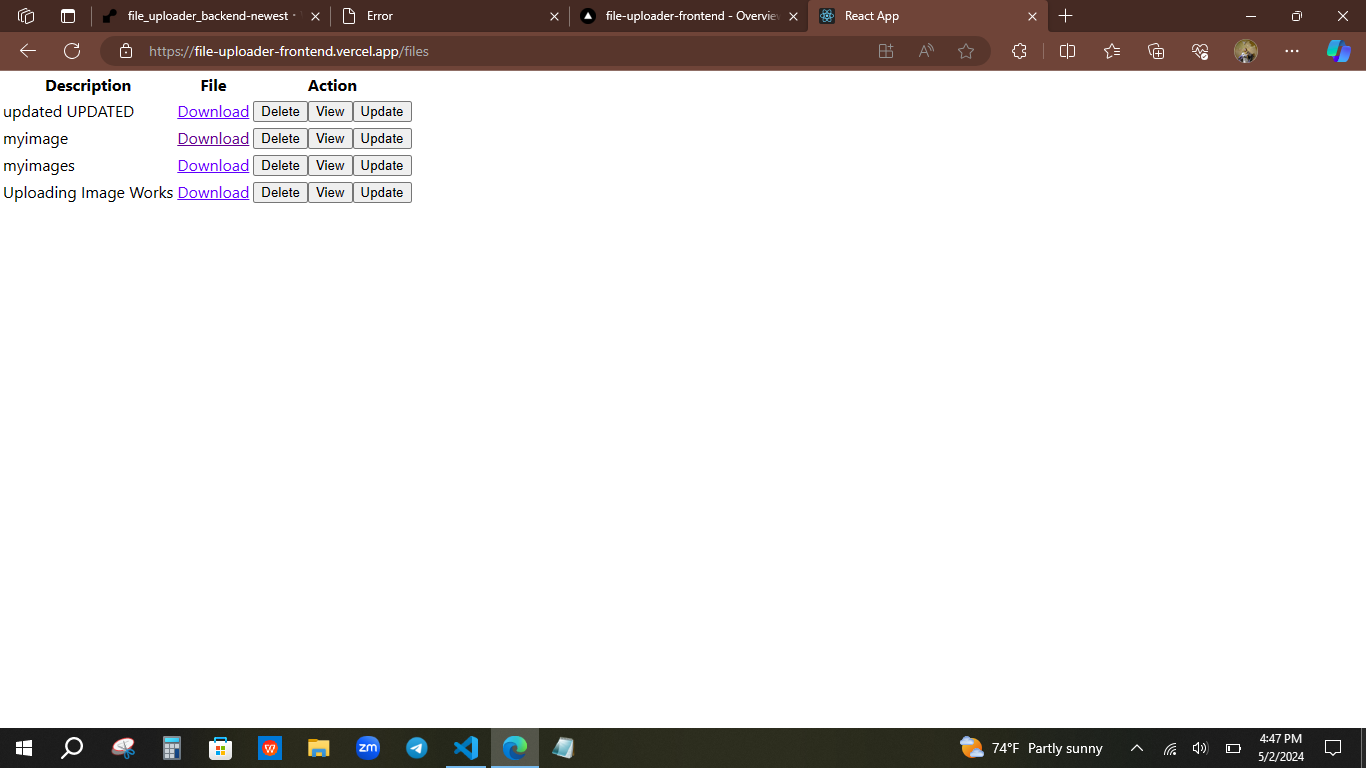 file_uploader_backend-newest ·
Error
file-uploader-frontend - Overvie
React App
https://file-uploader-frontend.vercel.app/files
Description File Action
updated UPDATED Download Delete View Update
myimage Download Delete View Update
myimages Download Delete View Update
Uploading Image Works Download Delete View Update
zm
74°F Partly sunny
4:47 PM
5/2/2024